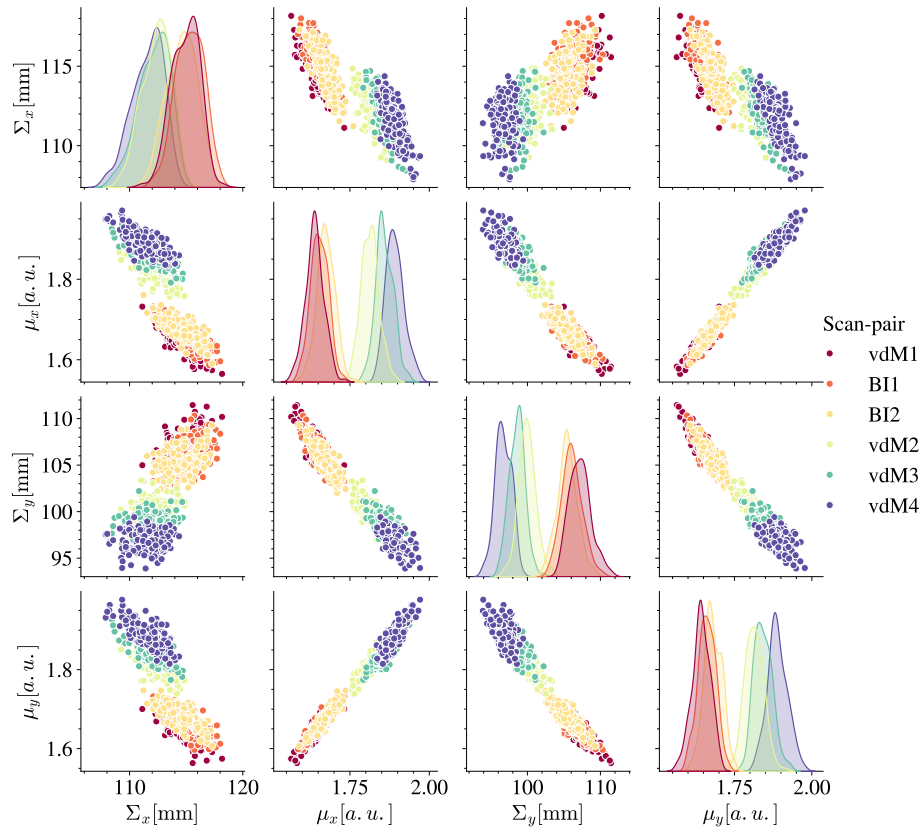 Σx[mm]
115
110
μx[a.u.]
1.8
1.6
Σy[mm]
110
105
100
95
μy[a.u.]
1.8
1.6
110 120
Σx[mm]
1.75 2.00
μx[a.u.]
100 110
Σy[mm]
1.75 2.00
μy[a.u.]
Scan-pair
vdM1
BI1
BI2
vdM2
vdM3
vdM4